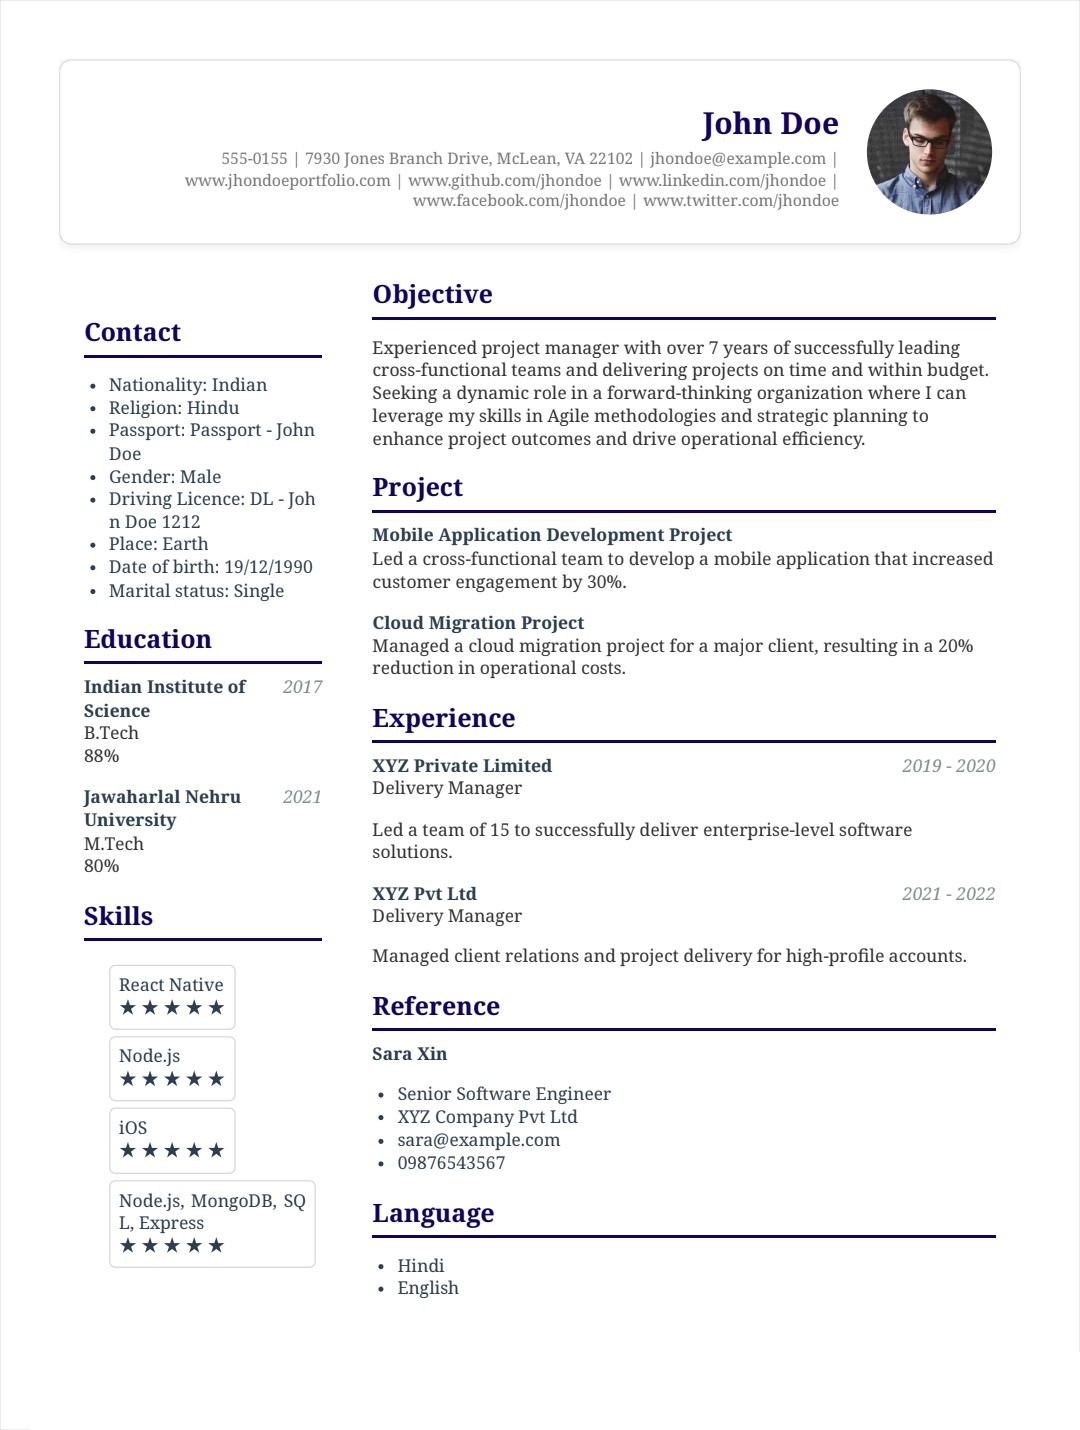 John Doe
555-0155 | 7930 Jones Branch Drive, McLean, VA 22102 | jhondoe@example.com |
www.jhondoeportfolio.com | www.github.com/jhondoe | www.linkedin.com/jhondoe |
www.facebook.com/jhondoe | www.twitter.com/jhondoe
Contact
• Nationality: Indian
• Religion: Hindu
• Passport: Passport - John
Doe
• Gender: Male
• Driving Licence: DL - Joh
n Doe 1212
• Place: Earth
• Date of birth: 19/12/1990
• Marital status: Single
Education
Indian Institute of 2017
Science
B.Tech
88%
Jawaharlal Nehru 2021
University
M.Tech
80%
Skills
React Native
★ ★ ★ ★ ★
Node.js
★ ★ ★ ★ ★
iOS
★ ★ ★ ★ ★
Node.js, MongoDB, SQ
L, Express
★ ★ ★ ★ ★
Objective
Experienced project manager with over 7 years of successfully leading
cross-functional teams and delivering projects on time and within budget.
Seeking a dynamic role in a forward-thinking organization where I can
leverage my skills in Agile methodologies and strategic planning to
enhance project outcomes and drive operational efficiency.
Project
Mobile Application Development Project
Led a cross-functional team to develop a mobile application that increased
customer engagement by 30%.
Cloud Migration Project
Managed a cloud migration project for a major client, resulting in a 20%
reduction in operational costs.
Experience
XYZ Private Limited 2019 - 2020
Delivery Manager
Led a team of 15 to successfully deliver enterprise-level software
solutions.
XYZ Pvt Ltd 2021 - 2022
Delivery Manager
Managed client relations and project delivery for high-profile accounts.
Reference
Sara Xin
• Senior Software Engineer
• XYZ Company Pvt Ltd
• sara@example.com
• 09876543567
Language
• Hindi
• English